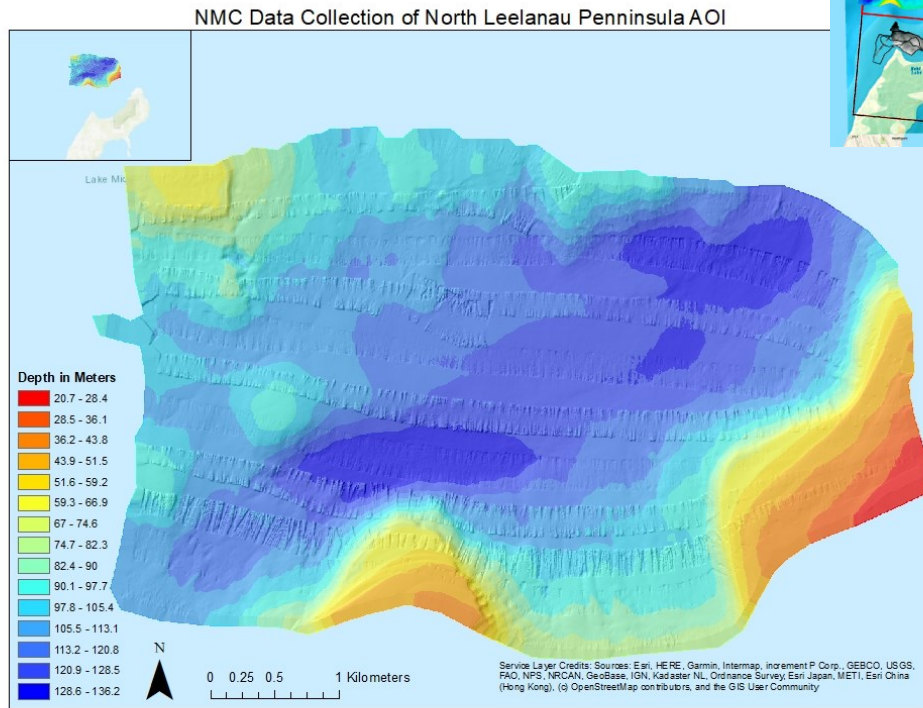 NMC Data Collection of North Leelanau Penninsula AOI
Lake Mic
Depth in Meters
20.7 - 28.4
28.5 - 36.1
36.2 - 43.8
43.9 - 51.5
51.6 - 59.2
59.3 - 66.9
67 - 74.6
74.7 - 82.3
82.4 - 90
90.1 - 97.7
97.8 - 105.4
105.5 - 113.1
113.2 - 120.8
120.9 - 128.5
128.6 - 136.2
N
0 0.25 0.5 1 Kilometers
Service Layer Credits: Sources: Esri, HERE, Garmin, Intermap, increment P Corp., GEBCO, USGS,
FAO, NPS, NRCAN, GeoBase, IGN, Kadaster NL, Ordnance Survey, Esri Japan, METI, Esri China
(Hong Kong), (c) OpenStreetMap contributors, and the GIS User Community